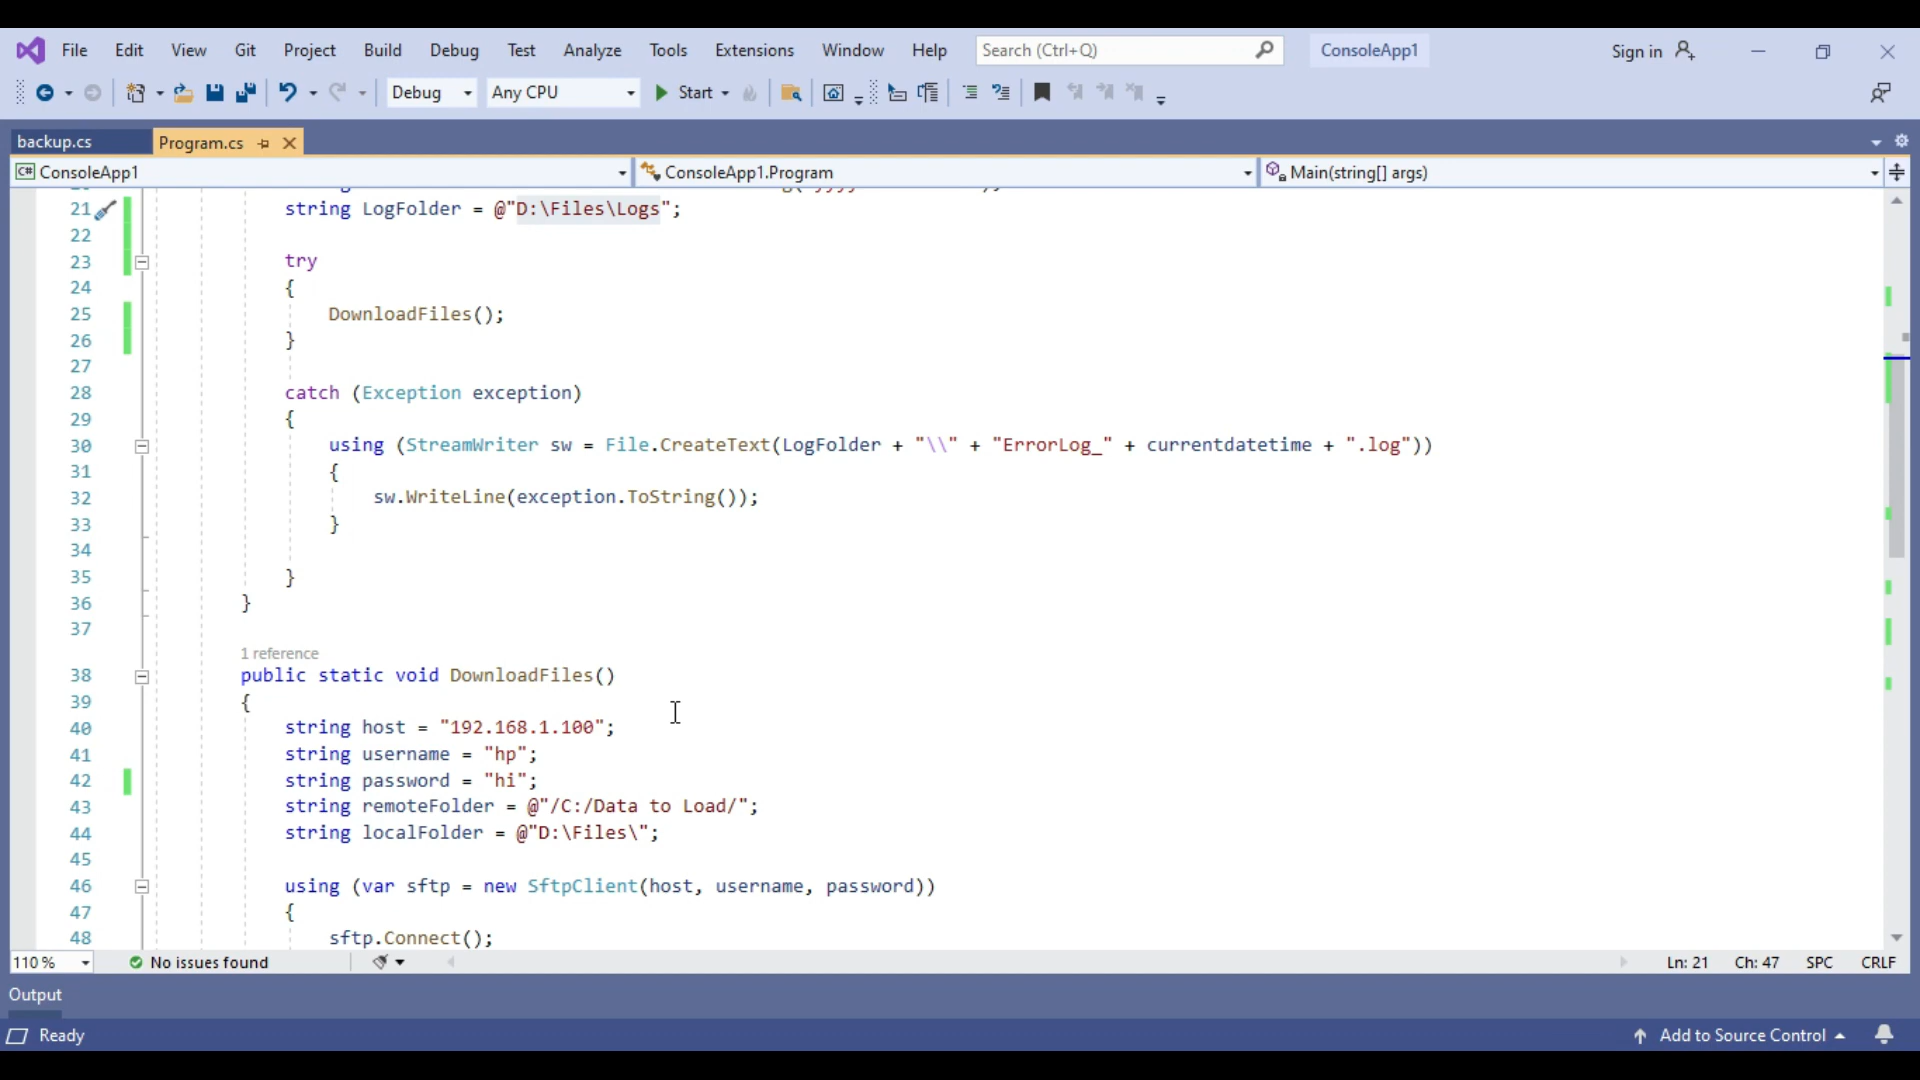 File Edit View Git Project Build Debug Test Analyze Tools Extensions Window Help Search (Ctrl+Q) ConsoleApp1 Sign in
Debug Any CPU Start
backup.cs Program.cs
C# ConsoleApp1 ConsoleApp1.Program Main(string[] args)
21 string LogFolder = @"D:\Files\Logs";
22
23 try
24 {
25 DownloadFiles();
26 }
27
28 catch (Exception exception)
29 {
30 using (StreamWriter sw = File.CreateText(LogFolder + "\\" + "ErrorLog_" + currentdatetime + ".log"))
31 {
32 sw.WriteLine(exception.ToString());
33 }
34
35 }
36 }
37
1 reference
38 public static void DownloadFiles()
39 {
40 string host = "192.168.1.100";
41 string username = "hp";
42 string password = "hi";
43 string remoteFolder = @"/C:/Data to Load/";
44 string localFolder = @"D:\Files\";
45
46 using (var sftp = new SftpClient(host, username, password))
47 {
48 sftp.Connect();
110 % No issues found Ln: 21 Ch: 47 SPC CRLF
Output
Ready Add to Source Control